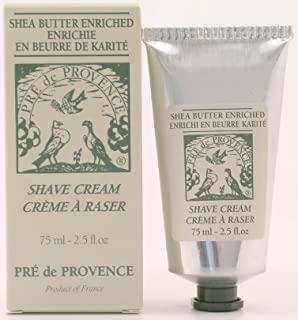 SHEA BUTTER ENRICHED
ENRICHIE
EN BEURRE DE KARITÉ
PRÉ de PROVENCE
®
SHAVE CREAM
CRÈME À RASER
75 ml - 2.5 fl.oz
PRÉ de PROVENCE
Product of France
SHEA BUTTER ENRICHED
ENRICHI EN BEURRE KARITÉ
PRÉ de PROVENCE
®
SHAVE CREAM
CRÈME À RASER
75 ml - 2.5 fl.oz